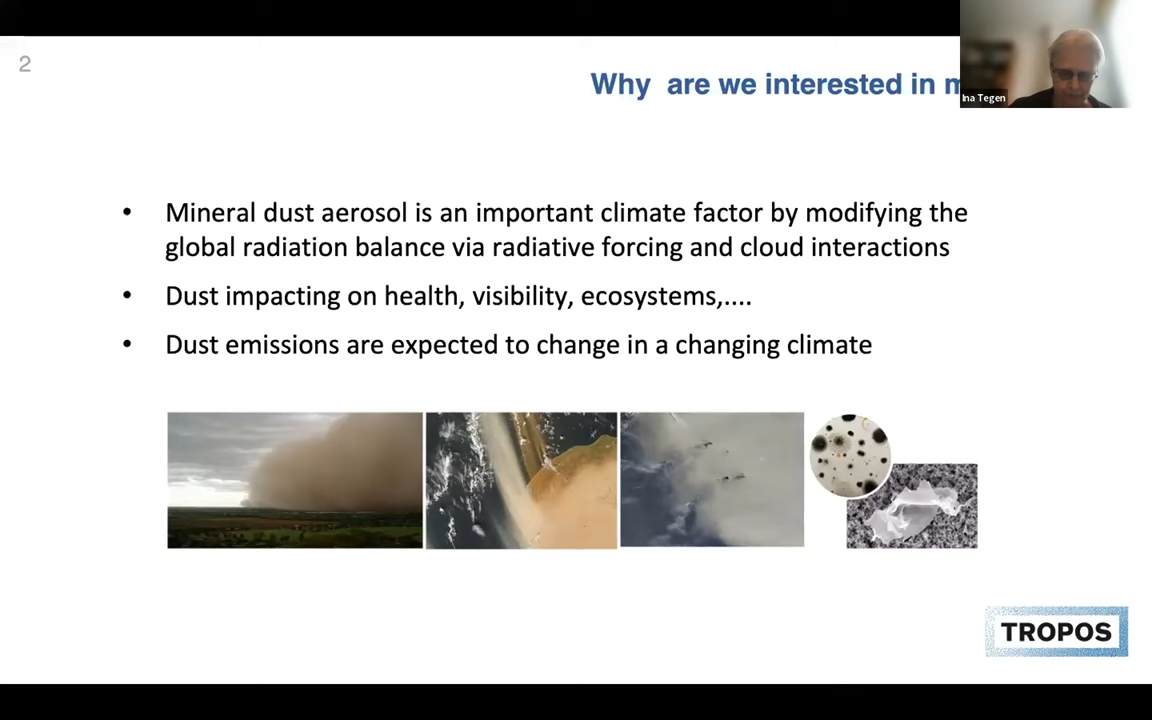 2
Why  are we interested in m
Ina Tegen
• Mineral dust aerosol is an important climate factor by modifying the
global radiation balance via radiative forcing and cloud interactions
• Dust impacting on health, visibility, ecosystems,....
• Dust emissions are expected to change in a changing climate
TROPOS